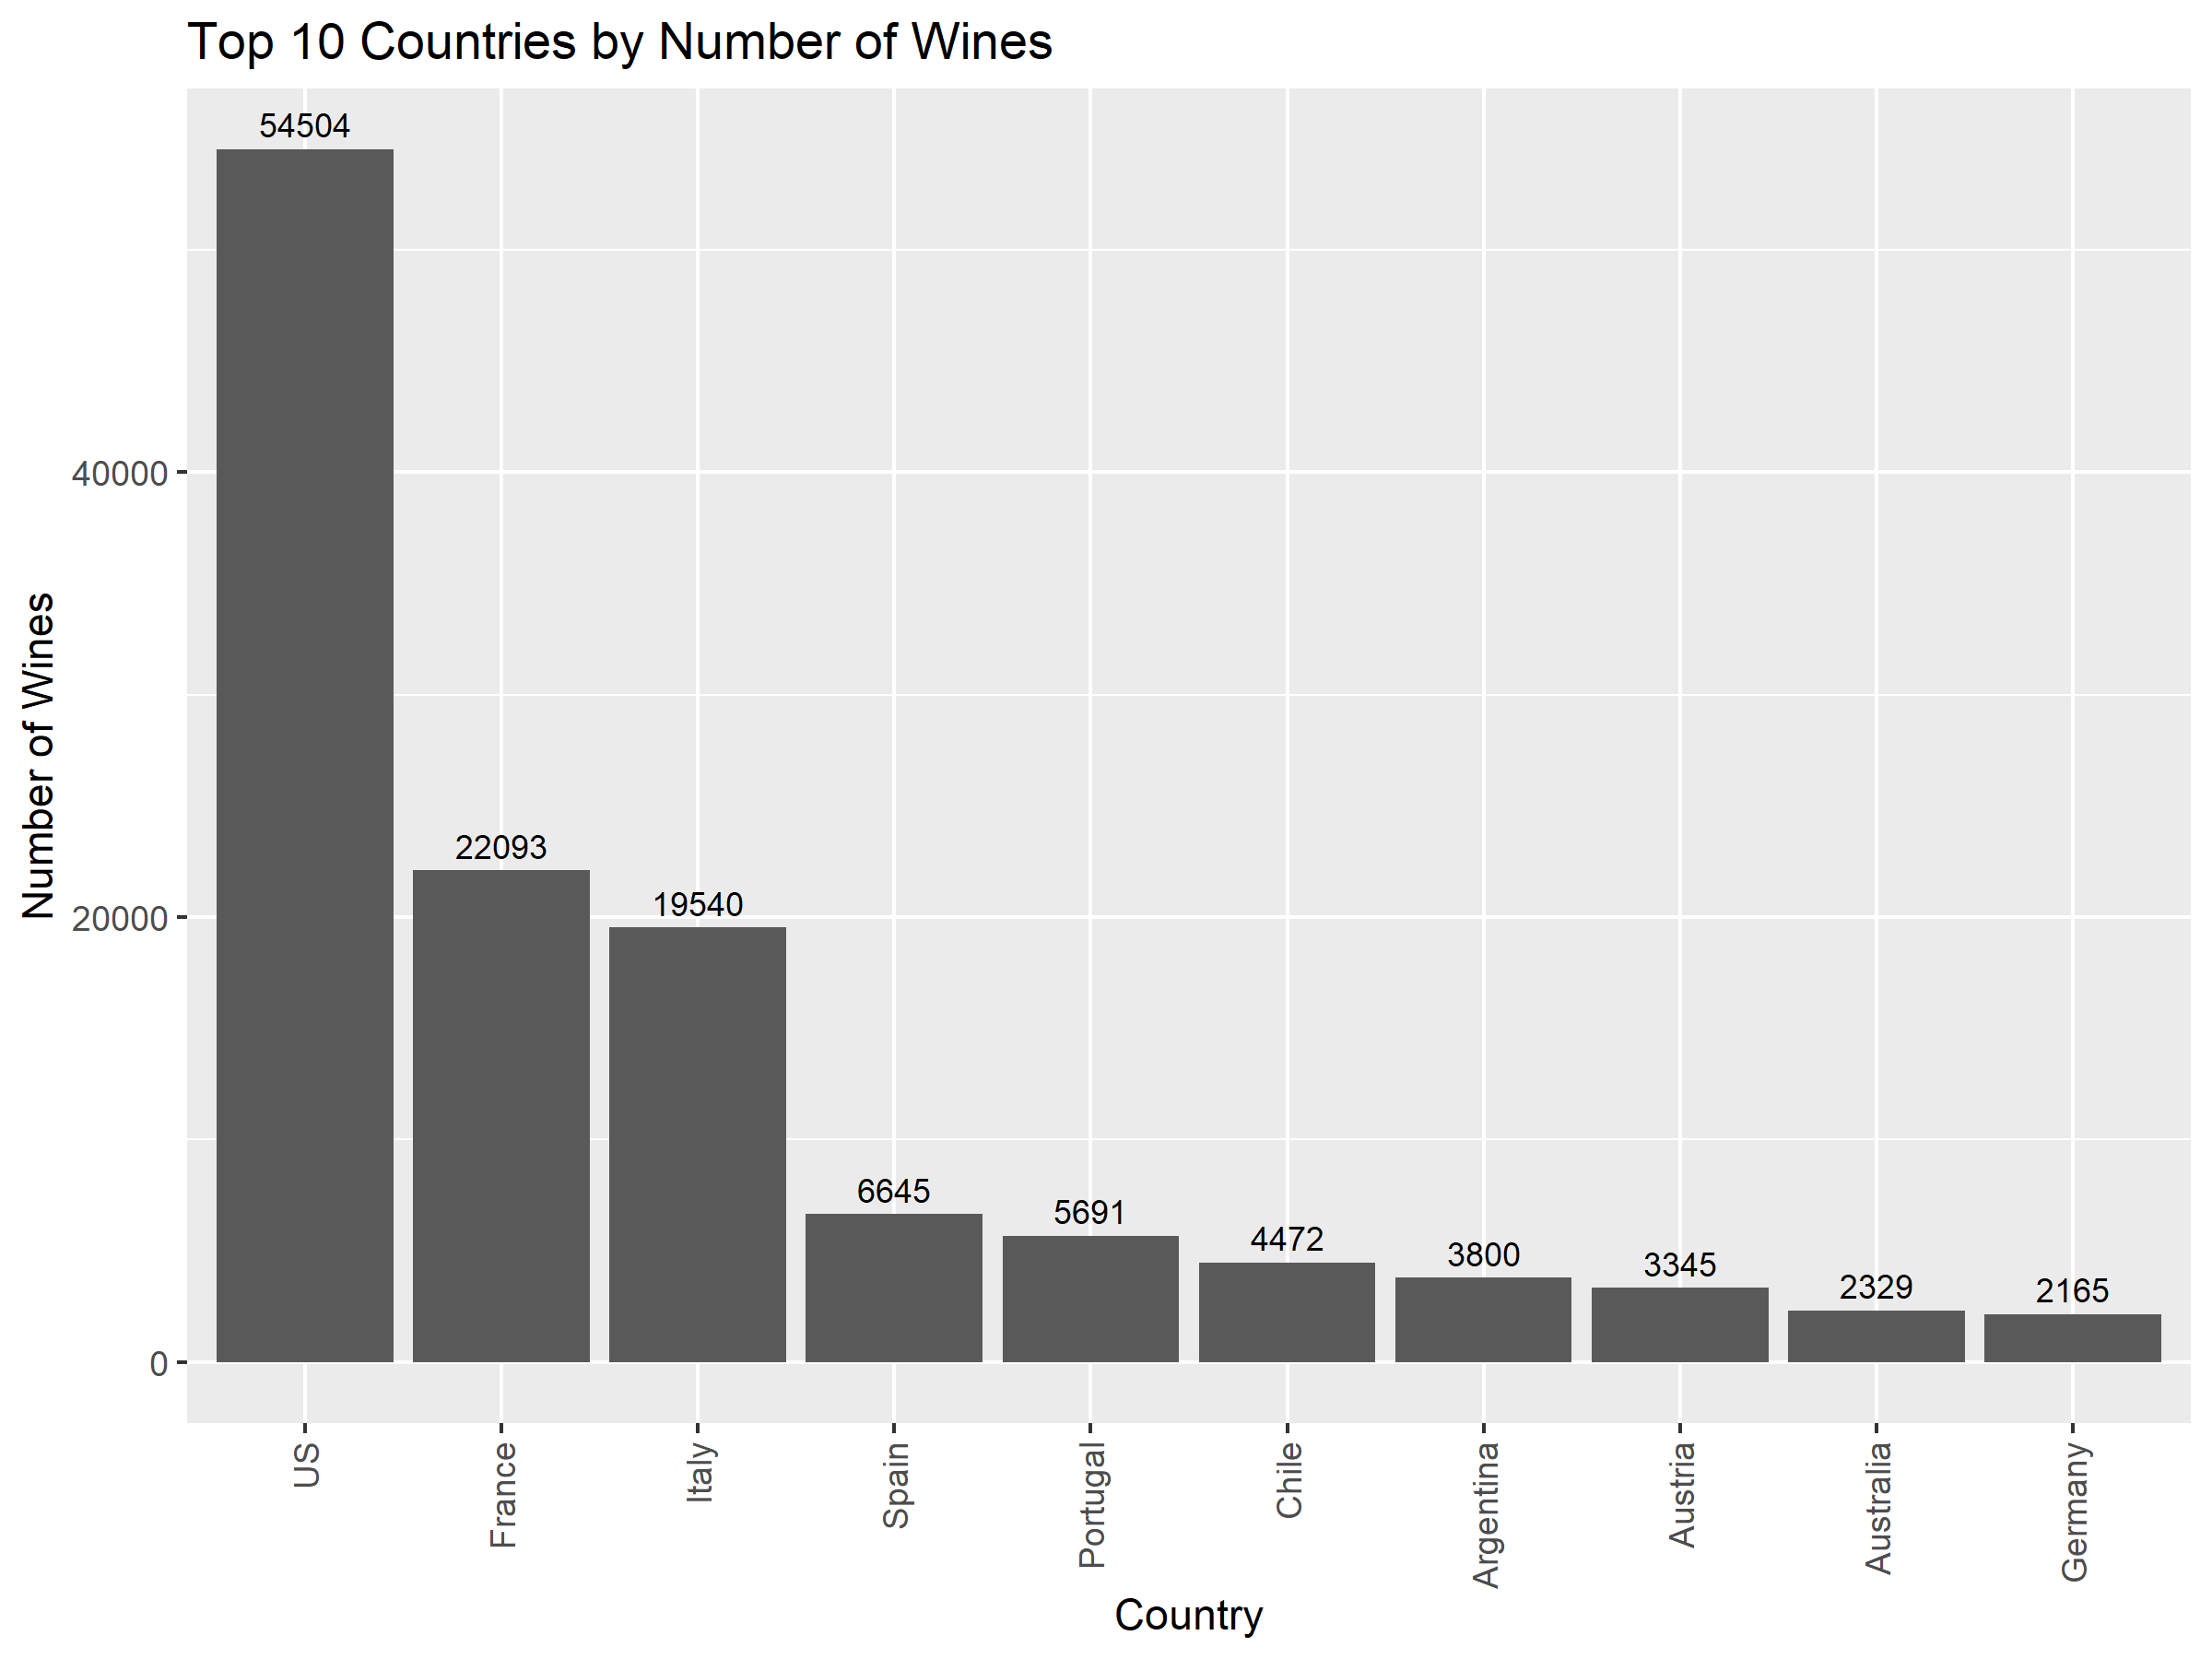 Top 10 Countries by Number of Wines
Number of Wines
40000
20000
0
54504
22093
19540
6645
5691
4472
3800
3345
2329
2165
US
France
Italy
Spain
Portugal
Chile
Argentina
Austria
Australia
Germany
Country